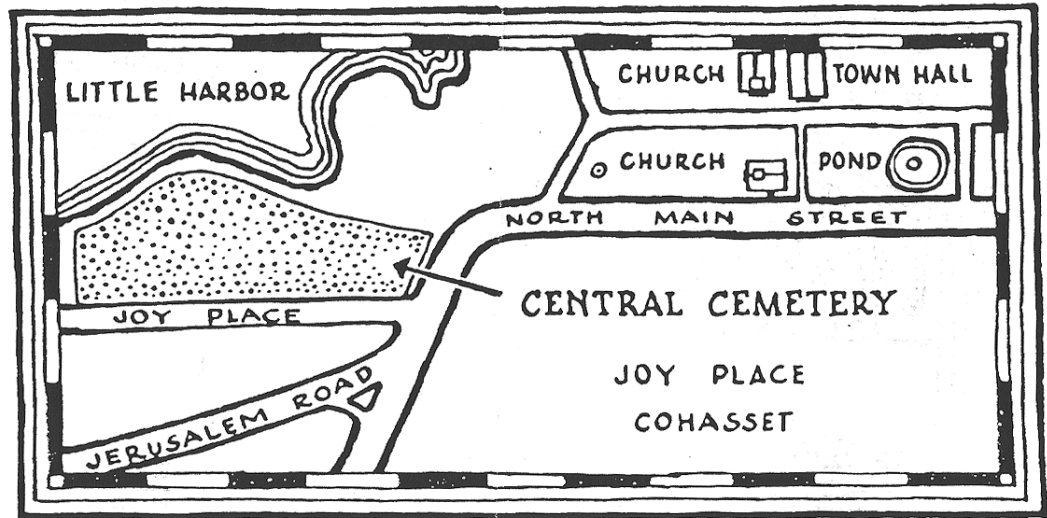 LITTLE HARBOR
CHURCH
TOWN HALL
CHURCH
POND
NORTH MAIN STREET
CENTRAL CEMETERY
JOY PLACE
JOY PLACE
COHASSET
JERUSALEM ROAD